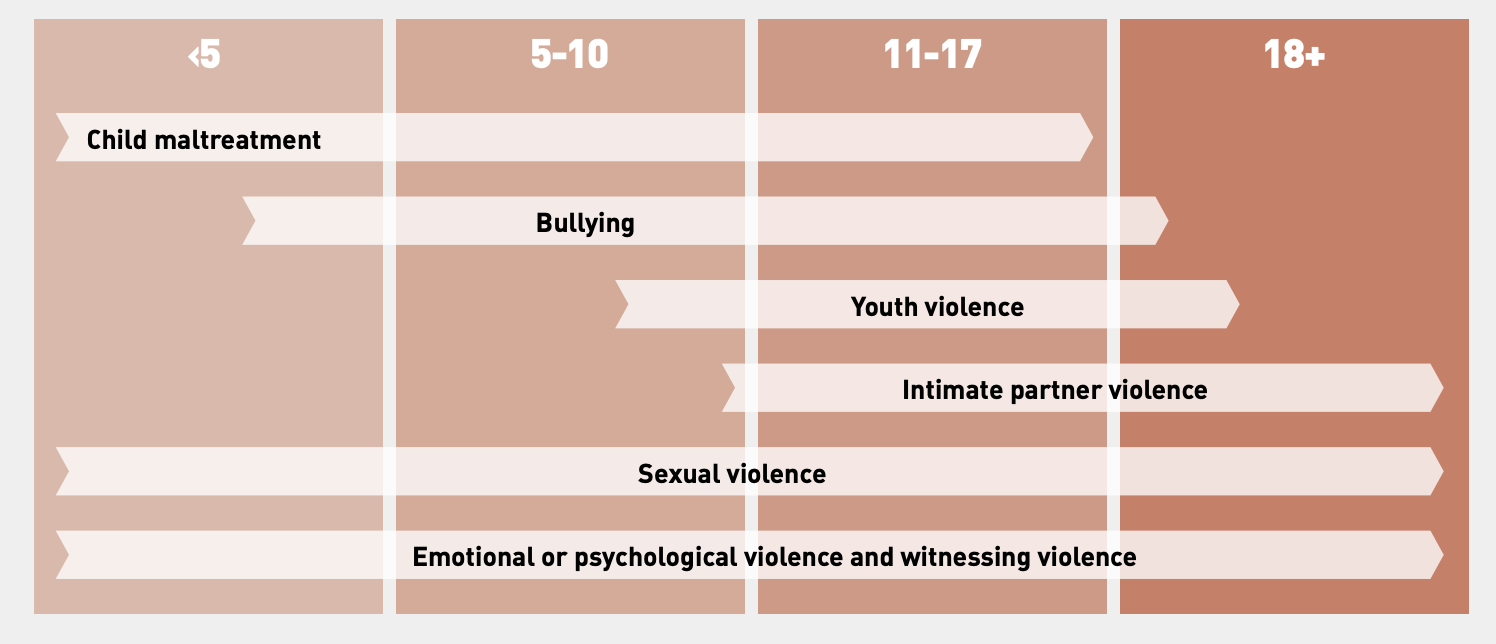 <5
5-10
11-17
18+
Child maltreatment
Bullying
Youth violence
Intimate partner violence
Sexual violence
Emotional or psychological violence and witnessing violence